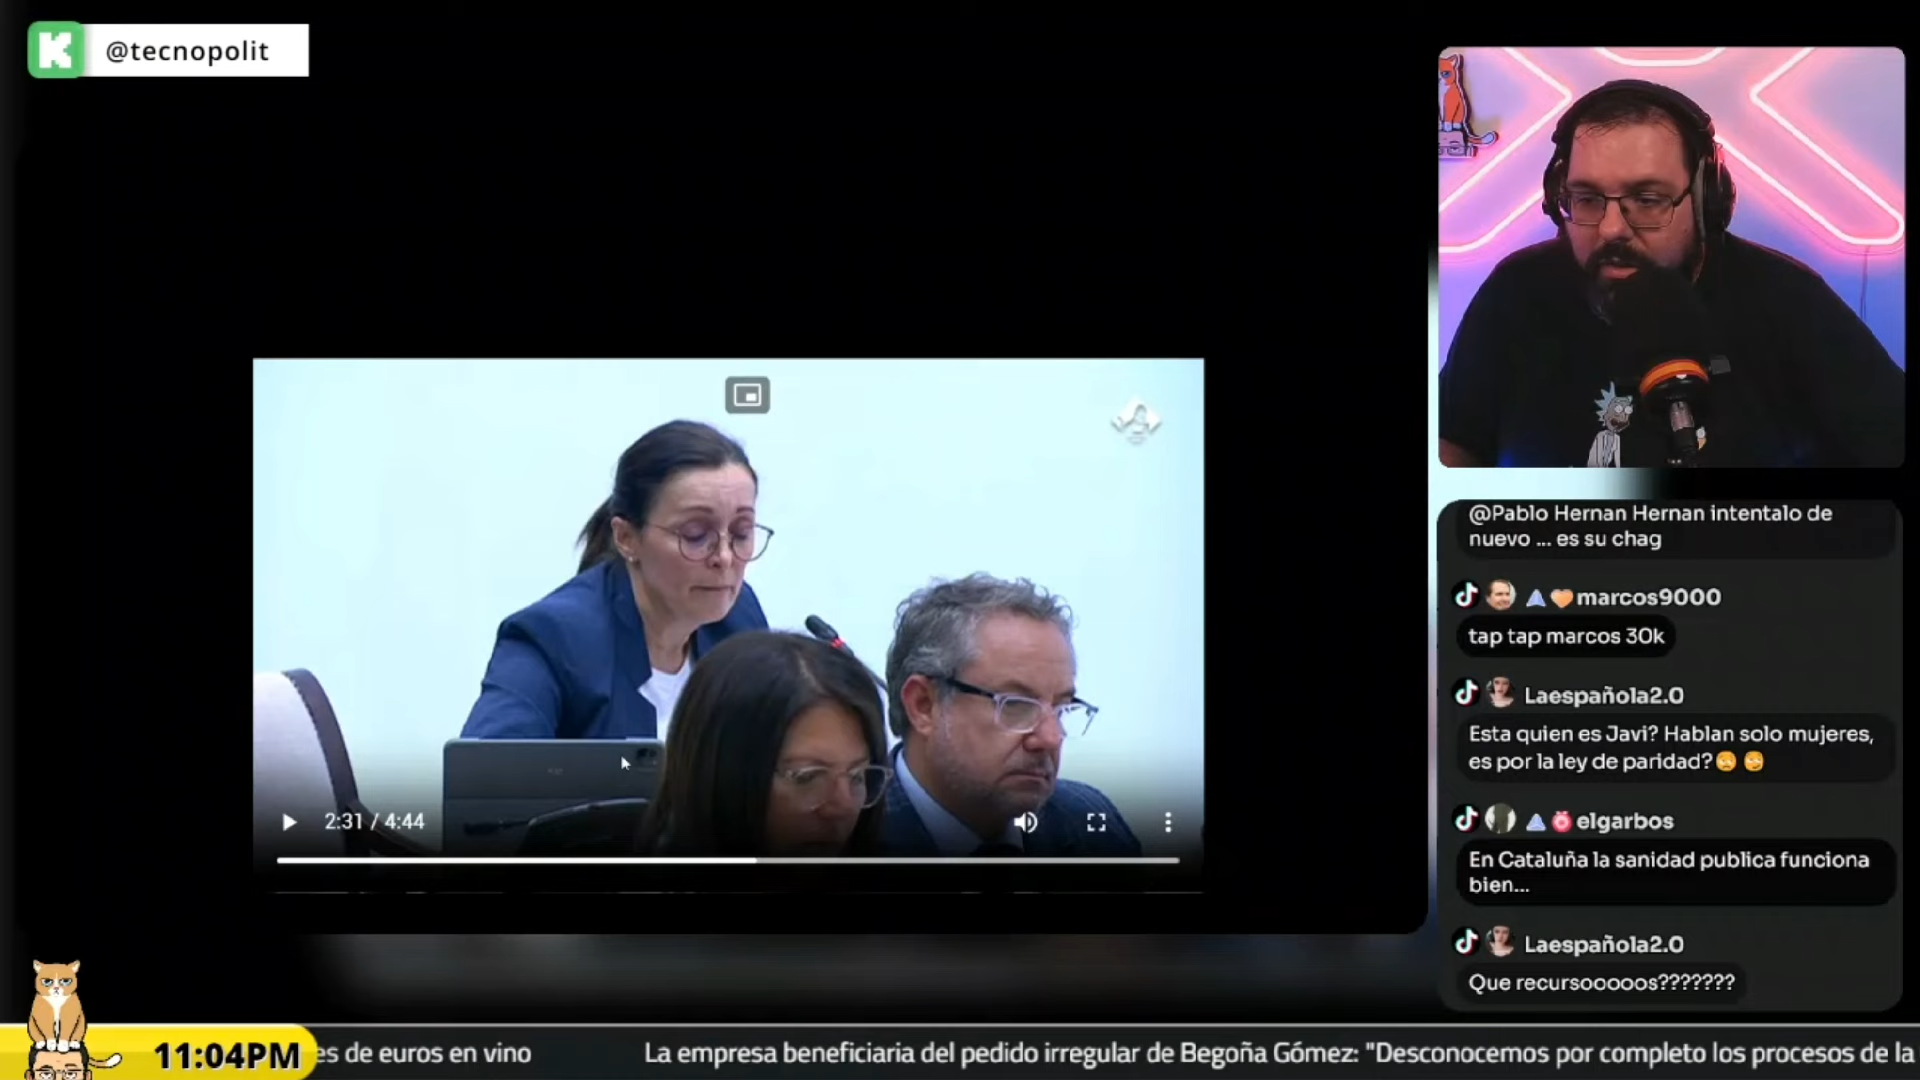 @tecnopolit
2:31 / 4:44
@Pablo Hernan Hernan intentalo de
nuevo ... es su chag
marcos9000
tap tap marcos 30k
Laespañola2.0
Esta quien es Javi? Hablan solo mujeres,
es por la ley de paridad?😕 🥴
elgarbos
En Cataluña la sanidad publica funciona
bien...
Laespañola2.0
Que recursooooos???????
11:04PM
es de euros en vino
La empresa beneficiaria del pedido irregular de Begoña Gómez: "Desconocemos por completo los procesos de la